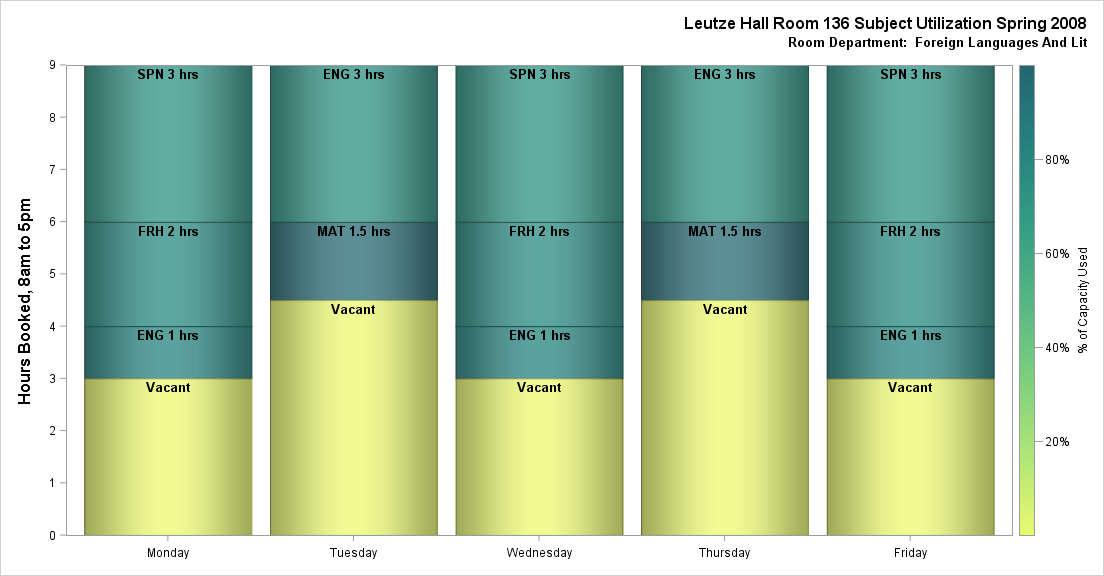 Leutze Hall Room 136 Subject Utilization Spring 2008
Room Department:  Foreign Languages And Lit
Hours Booked, 8am to 5pm
9
8
7
6
5
4
3
2
1
0
SPN 3 hrs
FRH 2 hrs
ENG 1 hrs
Vacant
ENG 3 hrs
MAT 1.5 hrs
Vacant
SPN 3 hrs
FRH 2 hrs
ENG 1 hrs
Vacant
ENG 3 hrs
MAT 1.5 hrs
Vacant
SPN 3 hrs
FRH 2 hrs
ENG 1 hrs
Vacant
Monday
Tuesday
Wednesday
Thursday
Friday
80%
60%
40%
20%
% of Capacity Used